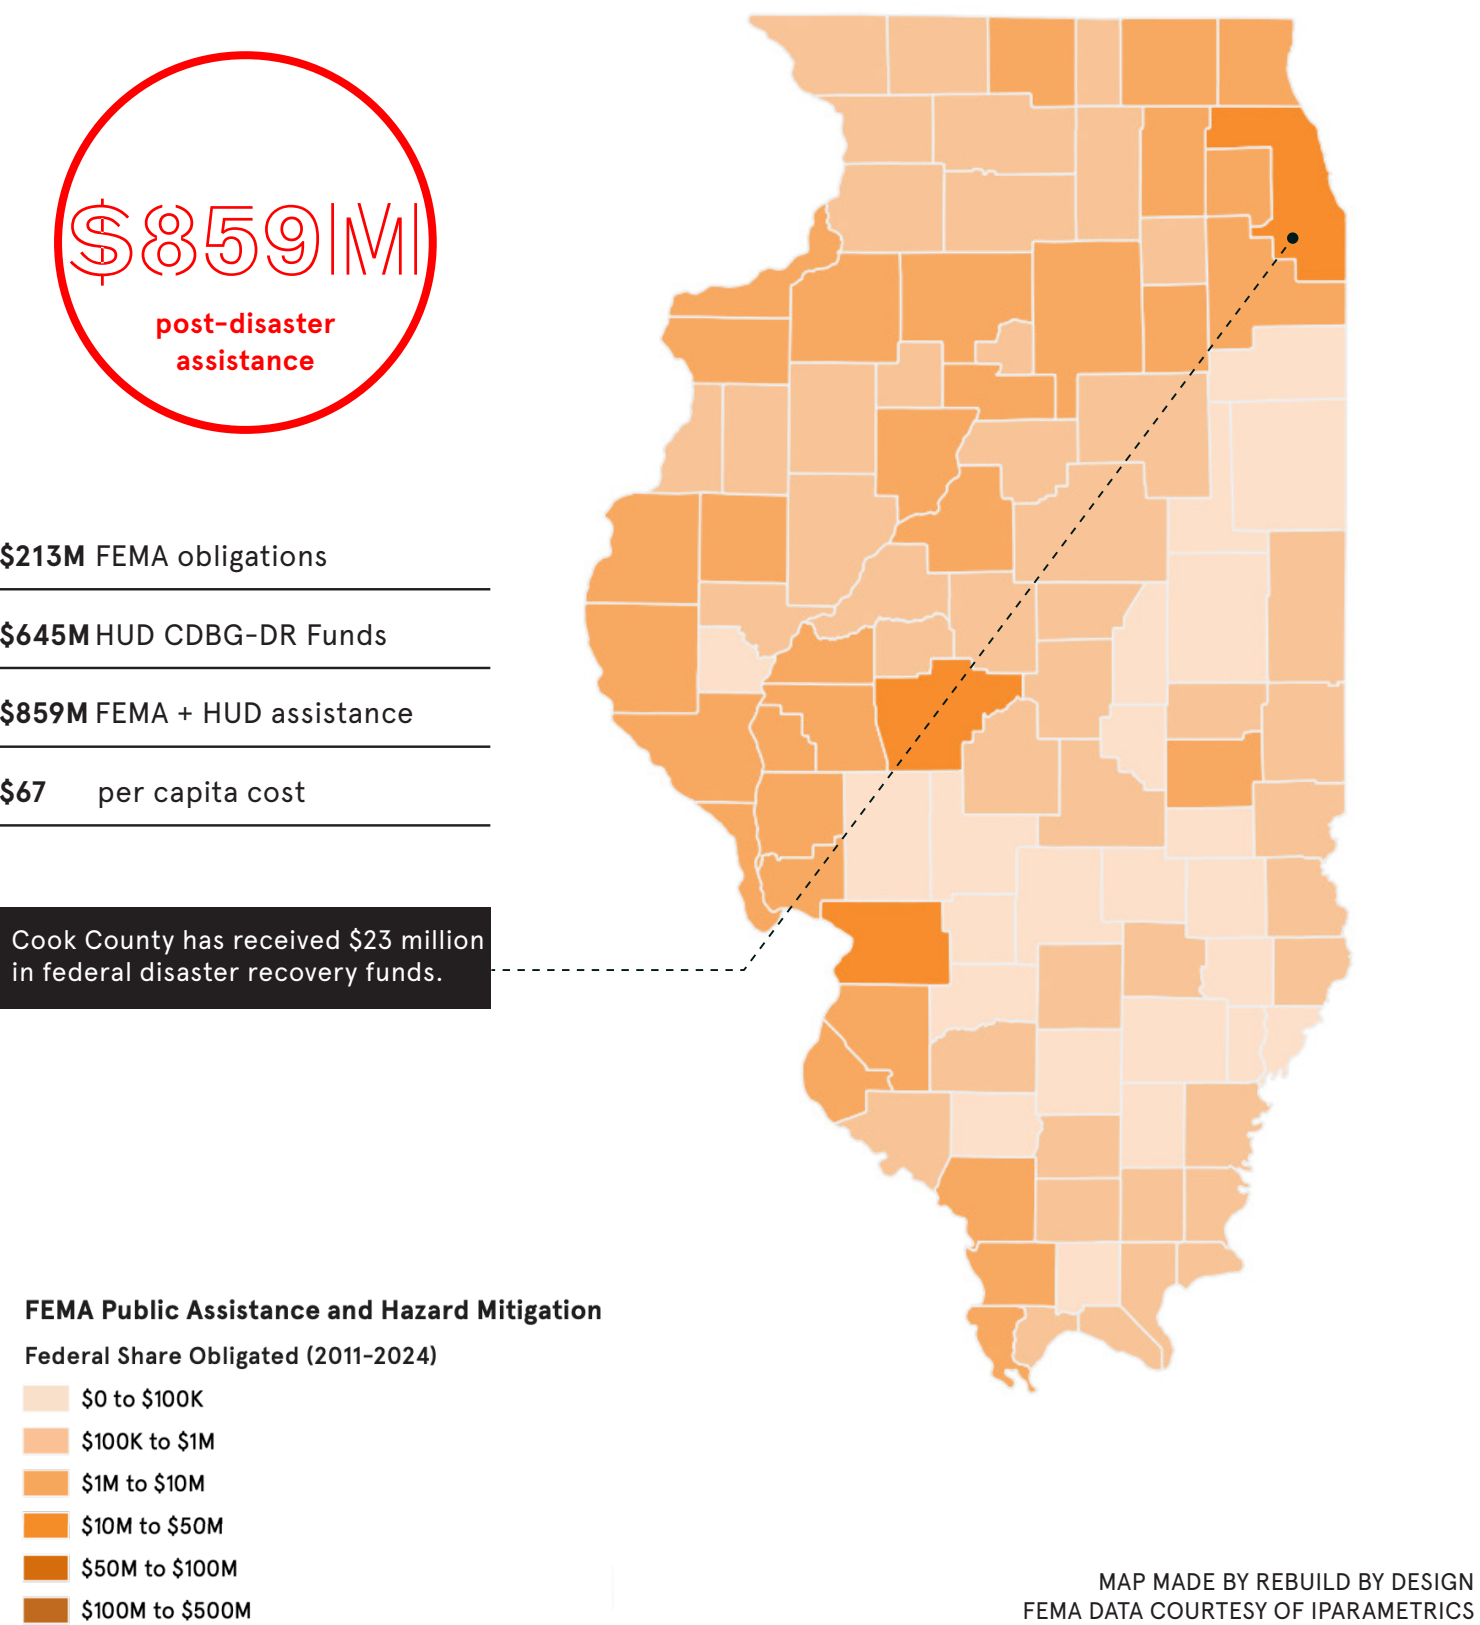 $859M
post-disaster
assistance
$213M FEMA obligations
$645M HUD CDBG-DR Funds
$859M FEMA + HUD assistance
$67 per capita cost
Cook County has received $23 million
in federal disaster recovery funds.
FEMA Public Assistance and Hazard Mitigation
Federal Share Obligated (2011-2024)
$0 to $100K
$100K to $1M
$1M to $10M
$10M to $50M
$50M to $100M
$100M to $500M
MAP MADE BY REBUILD BY DESIGN
FEMA DATA COURTESY OF IPARAMETRICS